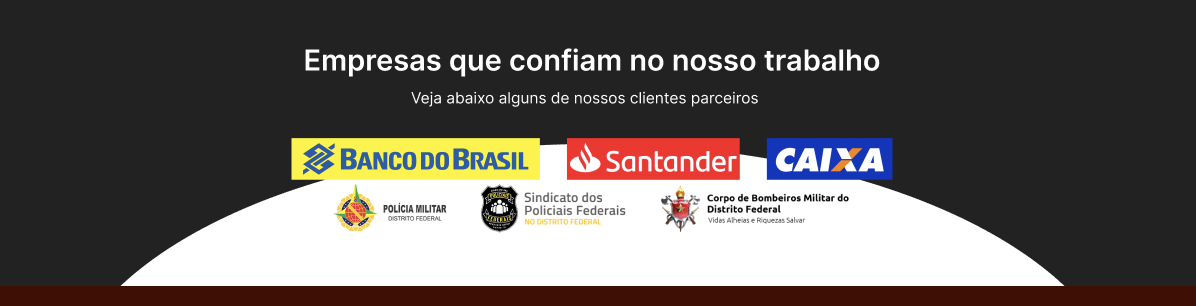 Empresas que confiam no nosso trabalho
Veja abaixo alguns de nossos clientes parceiros
BANCO DO BRASIL
Santander
CAIXA
POLÍCIA MILITAR
DISTRITO FEDERAL
Sindicato dos
Policiais Federais
NO DISTRITO FEDERAL
Corpo de Bombeiros Militar do
Distrito Federal
Vidas Alheias e Riquezas Salvar